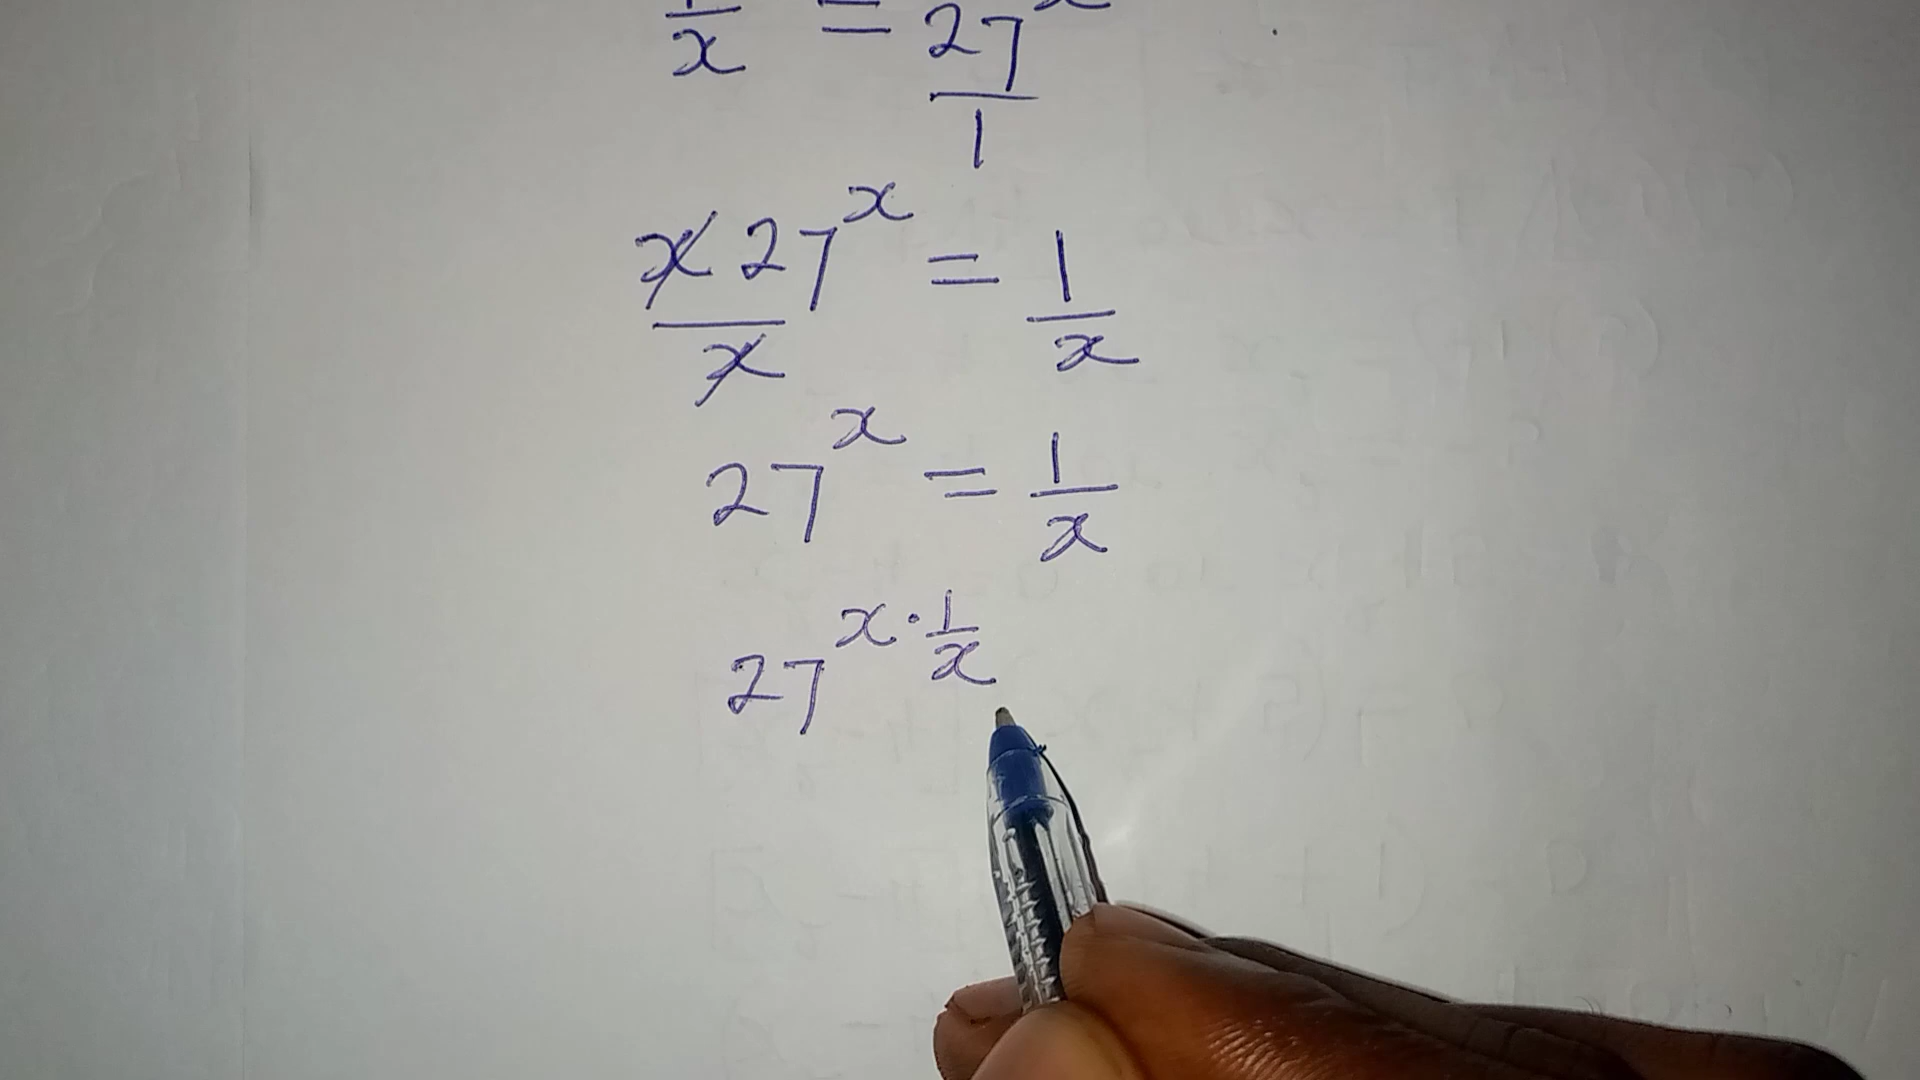 1/x = 27^x/1
x27^x/x = 1/x
27^x = 1/x
27^(x·1/x)